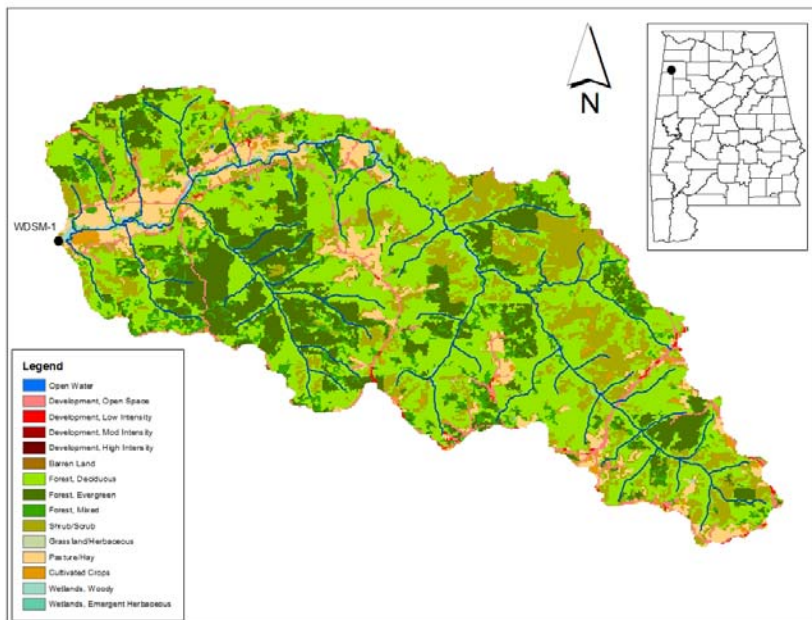 N
WDSM-1
Legend
Open Water
Development, Open Space
Development, Low Intensity
Development, Mod Intensity
Development, High Intensity
Barren Land
Forest, Deciduous
Forest, Evergreen
Forest, Mixed
Shrub/Scrub
Grassland/Herbaceous
Pasture/Hay
Cultivated Crops
Wetlands, Woody
Wetlands, Emergent Herbaceous